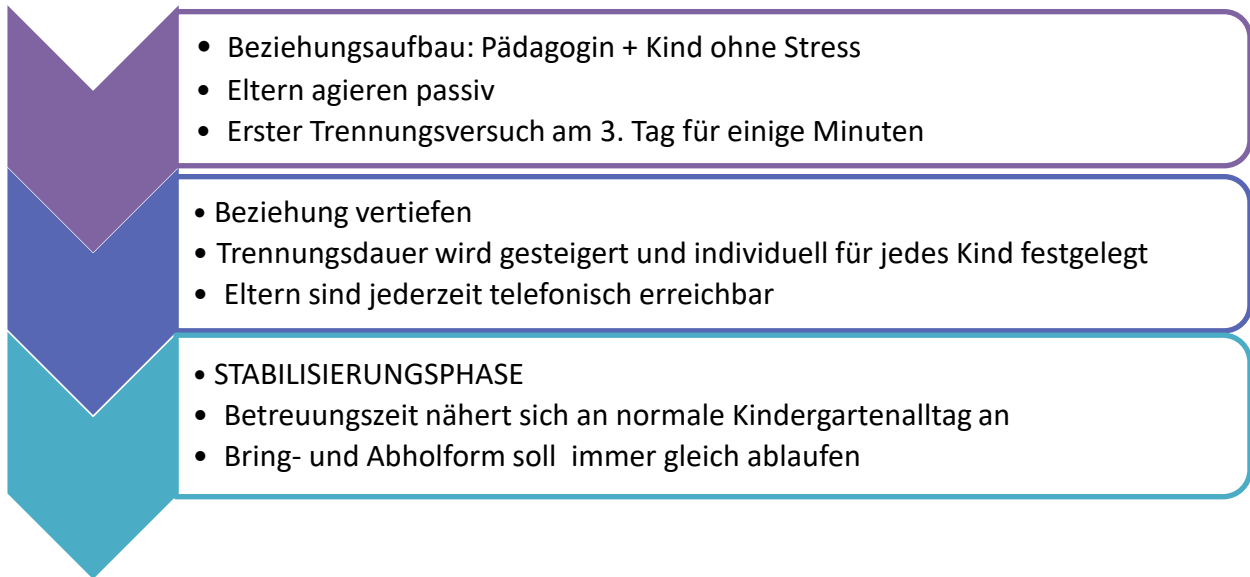 • Beziehungsaufbau: Pädagogin + Kind ohne Stress
• Eltern agieren passiv
• Erster Trennungsversuch am 3. Tag für einige Minuten
• Beziehung vertiefen
• Trennungsdauer wird gesteigert und individuell für jedes Kind festgelegt
• Eltern sind jederzeit telefonisch erreichbar
• STABILISIERUNGSPHASE
• Betreuungszeit nähert sich an normale Kindergartenalltag an
• Bring- und Abholform soll immer gleich ablaufen